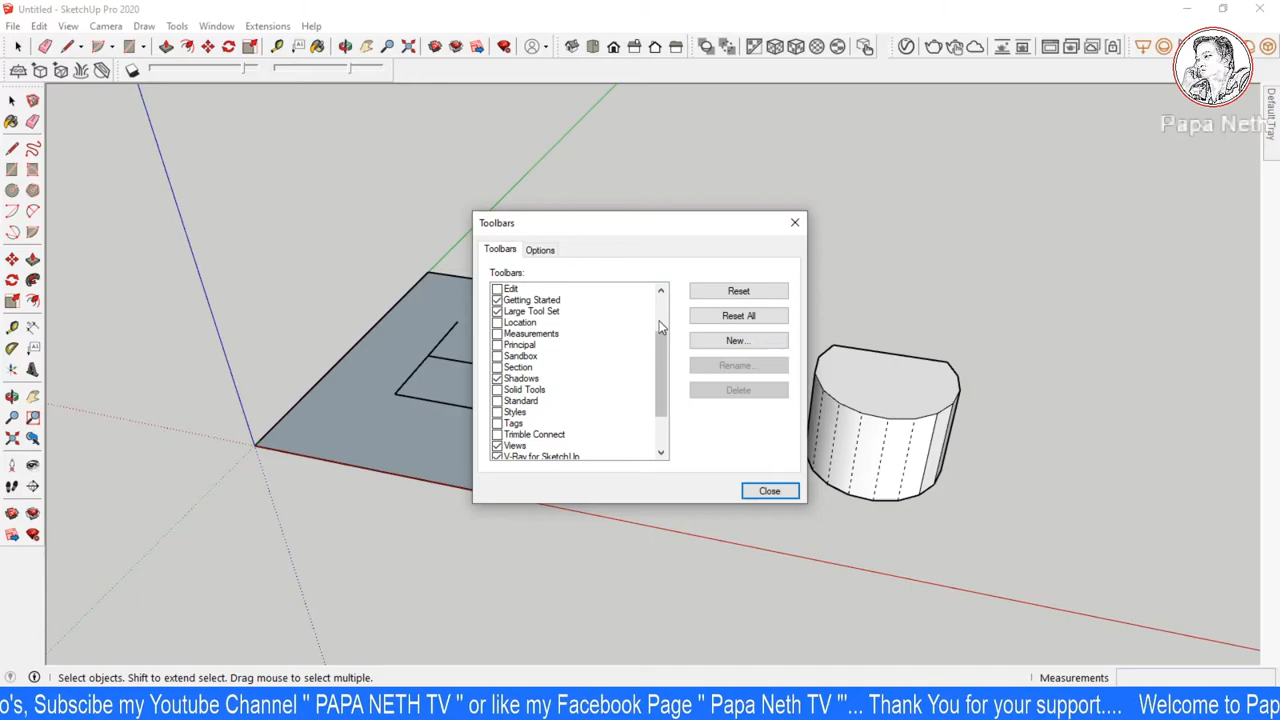 Untitled - SketchUp Pro 2020
File Edit View Camera Draw Tools Window Extensions Help
Papa Neth
Default Tray
Toolbars
Toolbars Options
Toolbars:
Edit
Getting Started
Large Tool Set
Location
Measurements
Principal
Sandbox
Section
Shadows
Solid Tools
Standard
Styles
Tags
Trimble Connect
Views
V-Ray for SketchUp
Reset
Reset All
New...
Rename...
Delete
Close
Select objects. Shift to extend select. Drag mouse to select multiple.
Measurements
o's, Subscibe my Youtube Channel " PAPA NETH TV " or like my Facebook Page " Papa Neth TV "'... Thank You for your support.... Welcome to Pap